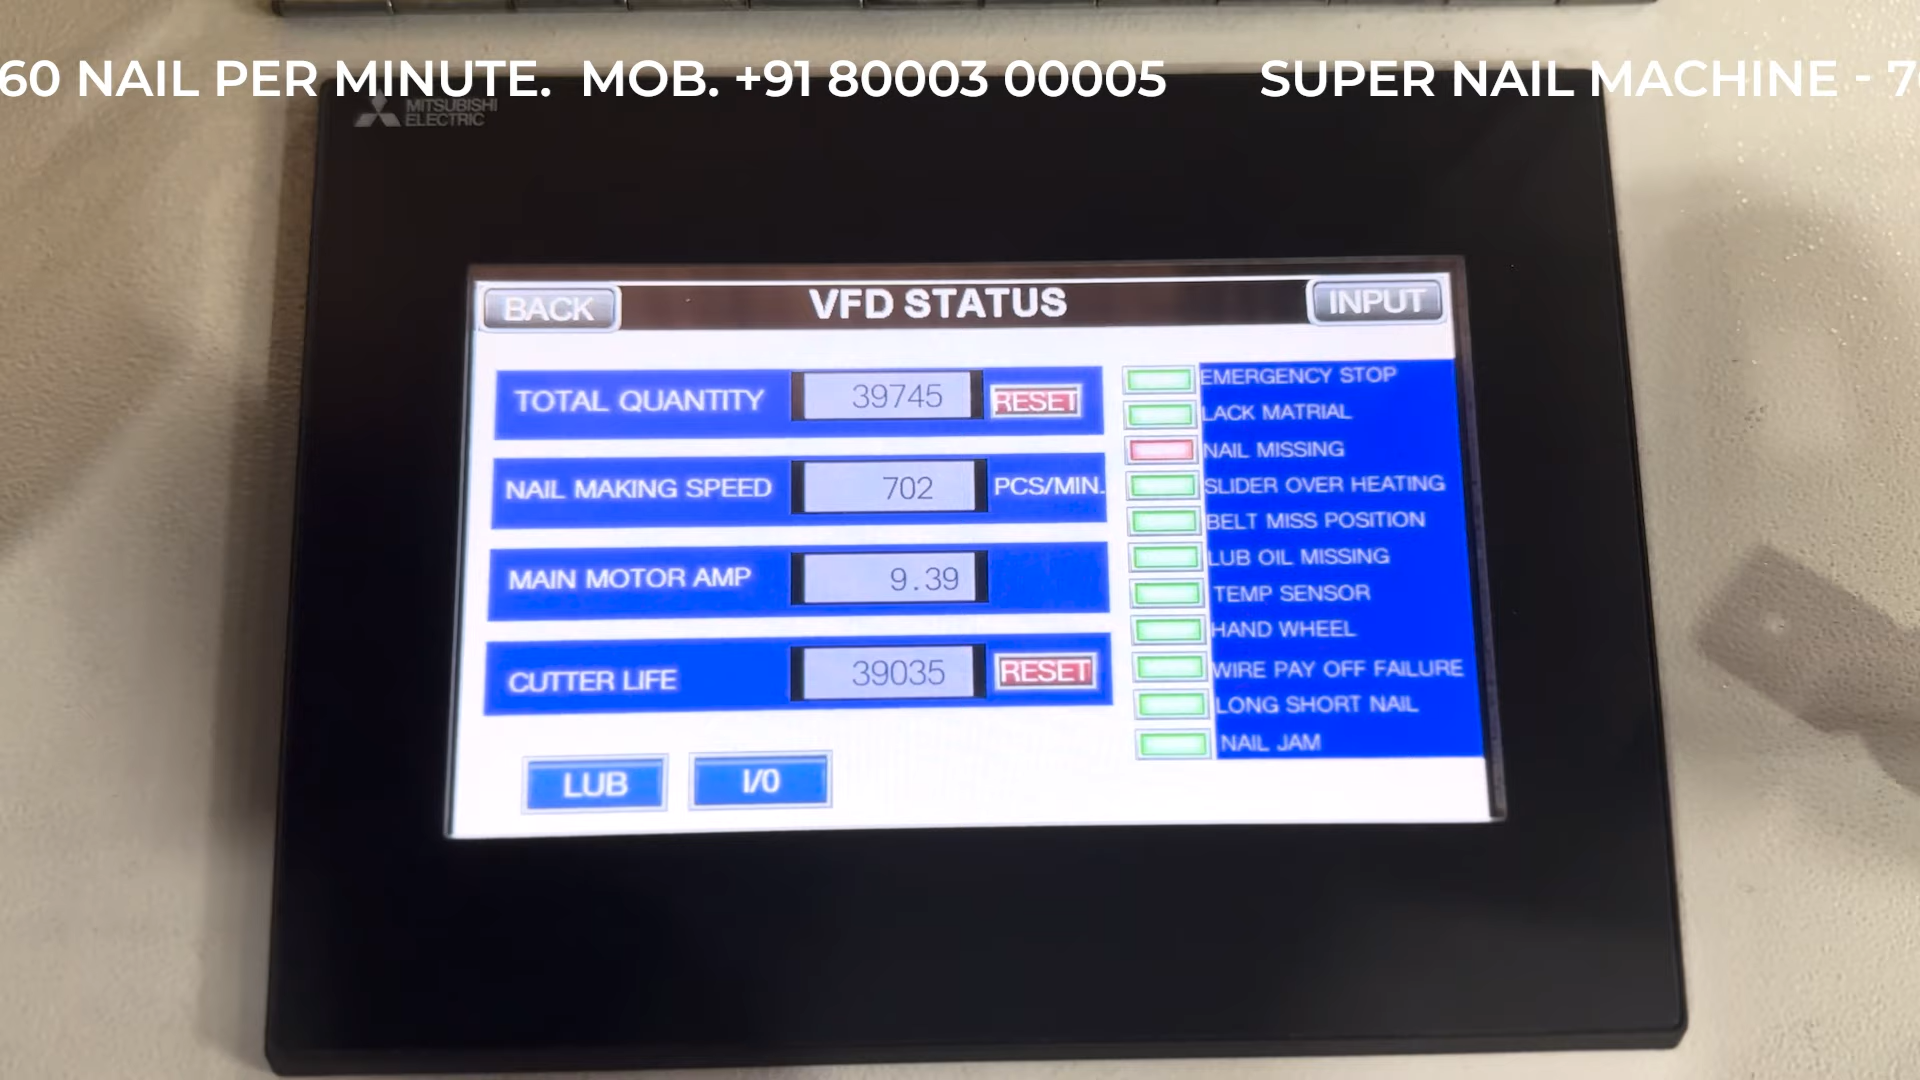 60 NAIL PER MINUTE. MOB. +91 80003 00005 SUPER NAIL MACHINE - 7
MITSUBISHI
ELECTRIC
BACK
VFD STATUS
INPUT
TOTAL QUANTITY 39745 RESET
NAIL MAKING SPEED 702 PCS/MIN.
MAIN MOTOR AMP 9.39
CUTTER LIFE 39035 RESET
LUB
I/0
EMERGENCY STOP
LACK MATRIAL
NAIL MISSING
SLIDER OVER HEATING
BELT MISS POSITION
LUB OIL MISSING
TEMP SENSOR
HAND WHEEL
WIRE PAY OFF FAILURE
LONG SHORT NAIL
NAIL JAM